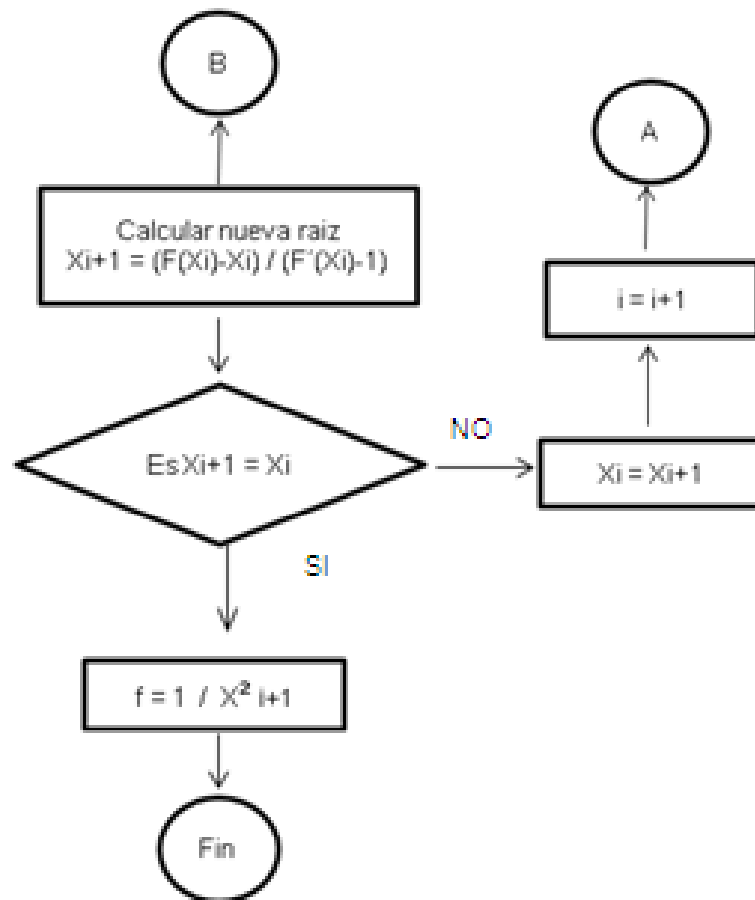 B
A
Calcular nueva raiz
Xi+1 = (F(Xi)-Xi) / (F´(Xi)-1)
i = i+1
Es Xi+1 = Xi
NO
Xi = Xi+1
SI
f = 1 / X² i+1
Fin